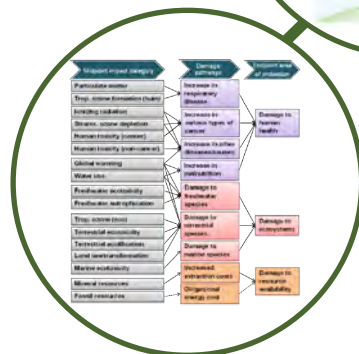 Midpoint impact category
Damage
pathways
Endpoint area
of protection
Particulate matter
Trop. ozone formation (hum)
Ionizing radiation
Stratos. ozone depletion
Human toxicity (cancer)
Human toxicity (non-cancer)
Global warming
Water use
Freshwater ecotoxicity
Freshwater eutrophication
Trop. ozone (eco)
Terrestrial ecotoxicity
Terrestrial acidification
Land use/transformation
Marine ecotoxicity
Mineral resources
Fossil resources
Increase in
respiratory
disease
Increase in
various types of
cancer
Increase in other
diseases/causes
Increase in
malnutrition
Damage to
freshwater
species
Damage to
terrestrial
species
Damage to
marine species
Increased
extraction costs
Oil/gas/coal
energy cost
Damage to
human
health
Damage to
ecosystems
Damage to
resource
availability